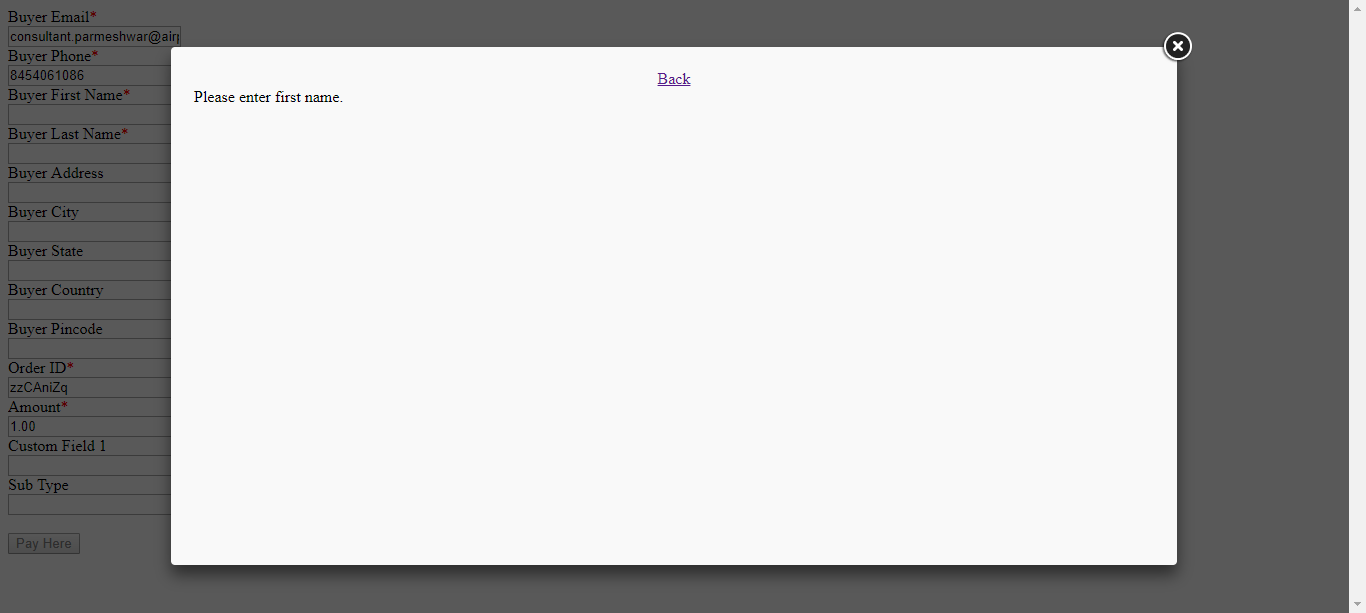 Buyer Email*
consultant.parmeshwar@air
Buyer Phone*
8454061086
Buyer First Name*
Buyer Last Name*
Buyer Address
Buyer City
Buyer State
Buyer Country
Buyer Pincode
Order ID*
zzCAniZq
Amount*
1.00
Custom Field 1
Sub Type
Pay Here
Back
Please enter first name.